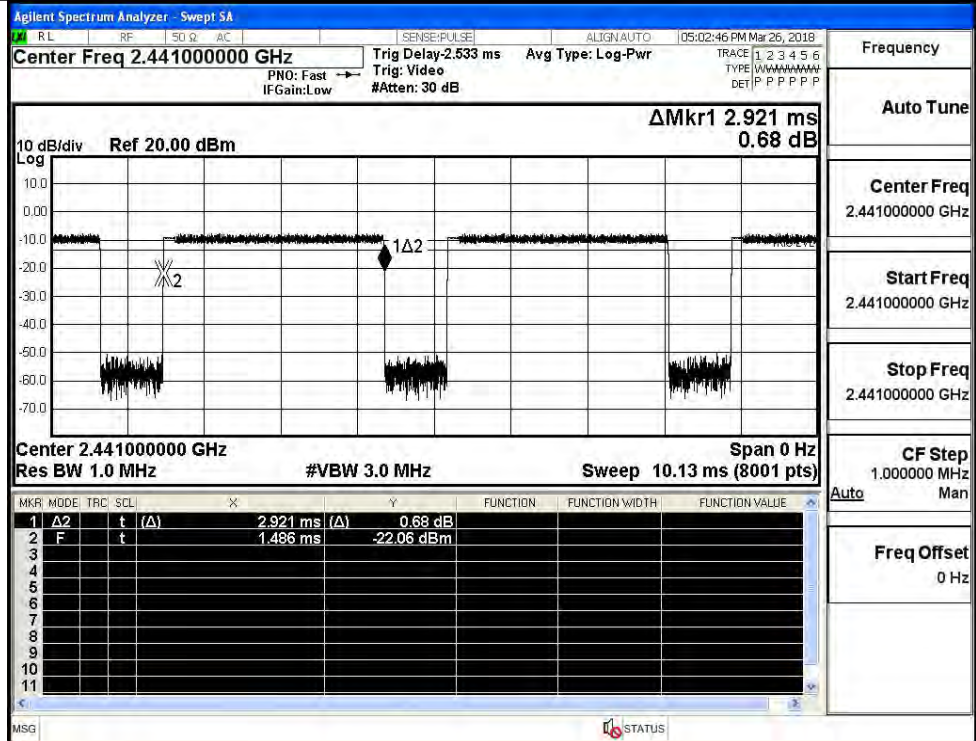 Agilent Spectrum Analyzer - Swept SA
LXI RL RF 50 Ω AC SENSE:PULSE ALIGN AUTO 05:02:46 PM Mar 26, 2018
Center Freq 2.441000000 GHz
PNO: Fast
IFGain:Low
Trig Delay-2.533 ms
Trig: Video
#Atten: 30 dB
Avg Type: Log-Pwr
TRACE 1 2 3 4 5 6
TYPE WWWWWW
DET P P P P P P
ΔMkr1 2.921 ms
0.68 dB
10 dB/div Ref 20.00 dBm
Log
10.0
0.00
-10.0
-20.0
-30.0
-40.0
-50.0
-60.0
-70.0
1Δ2
2
Center 2.441000000 GHz Span 0 Hz
Res BW 1.0 MHz #VBW 3.0 MHz Sweep 10.13 ms (8001 pts)
MKR MODE TRC SCL X Y FUNCTION FUNCTION WIDTH FUNCTION VALUE
1 Δ2 t (Δ) 2.921 ms (Δ) 0.68 dB
2 F t 1.486 ms -22.06 dBm
3
4
5
6
7
8
9
10
11
MSG STATUS
Frequency
Auto Tune
Center Freq
2.441000000 GHz
Start Freq
2.441000000 GHz
Stop Freq
2.441000000 GHz
CF Step
1.000000 MHz
Auto Man
Freq Offset
0 Hz